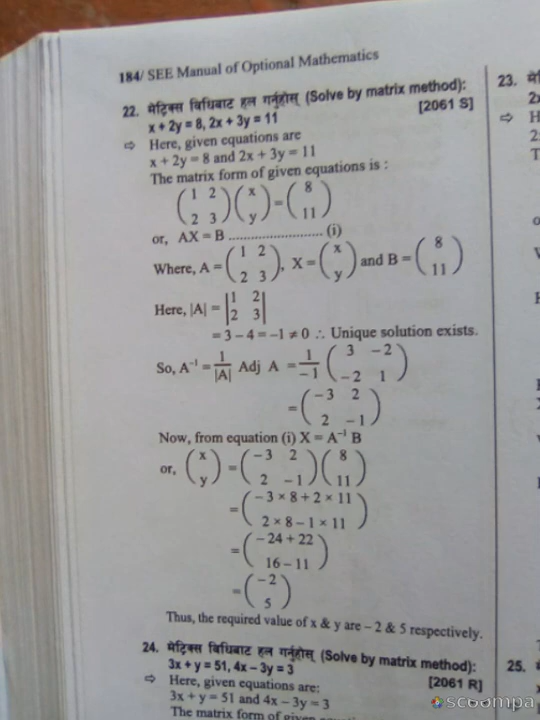 184/ SEE Manual of Optional Mathematics
22. मेट्रिक्स बिधिबाट हल गर्नुहोस् (Solve by matrix method):
x + 2y = 8, 2x + 3y = 11 [2061 S]
⇨ Here, given equations are
x + 2y = 8 and 2x + 3y = 11
The matrix form of given equations is :
(1 2
2 3) (x
y) = (8
11)
or, AX = B ........................ (i)
Where, A = (1 2
2 3), X = (x
y) and B = (8
11)
Here, |A| = |1 2
2 3|
= 3 – 4 = –1 ≠ 0 ∴ Unique solution exists.
So, A⁻¹ = 1/|A| Adj A = 1/–1 (3 –2
–2 1)
= (–3 2
2 –1)
Now, from equation (i) X = A⁻¹ B
or, (x
y) = (–3 2
2 –1) (8
11)
= (–3 × 8 + 2 × 11
2 × 8 – 1 × 11)
= (–24 + 22
16 – 11)
= (–2
5)
Thus, the required value of x & y are – 2 & 5 respectively.
24. मेट्रिक्स बिधिबाट हल गर्नुहोस् (Solve by matrix method):
3x + y = 51, 4x – 3y = 3 [2061 R]
⇨ Here, given equations are:
3x + y = 51 and 4x – 3y = 3
The matrix form of given
23.
2x
⇨
25.
scoompa